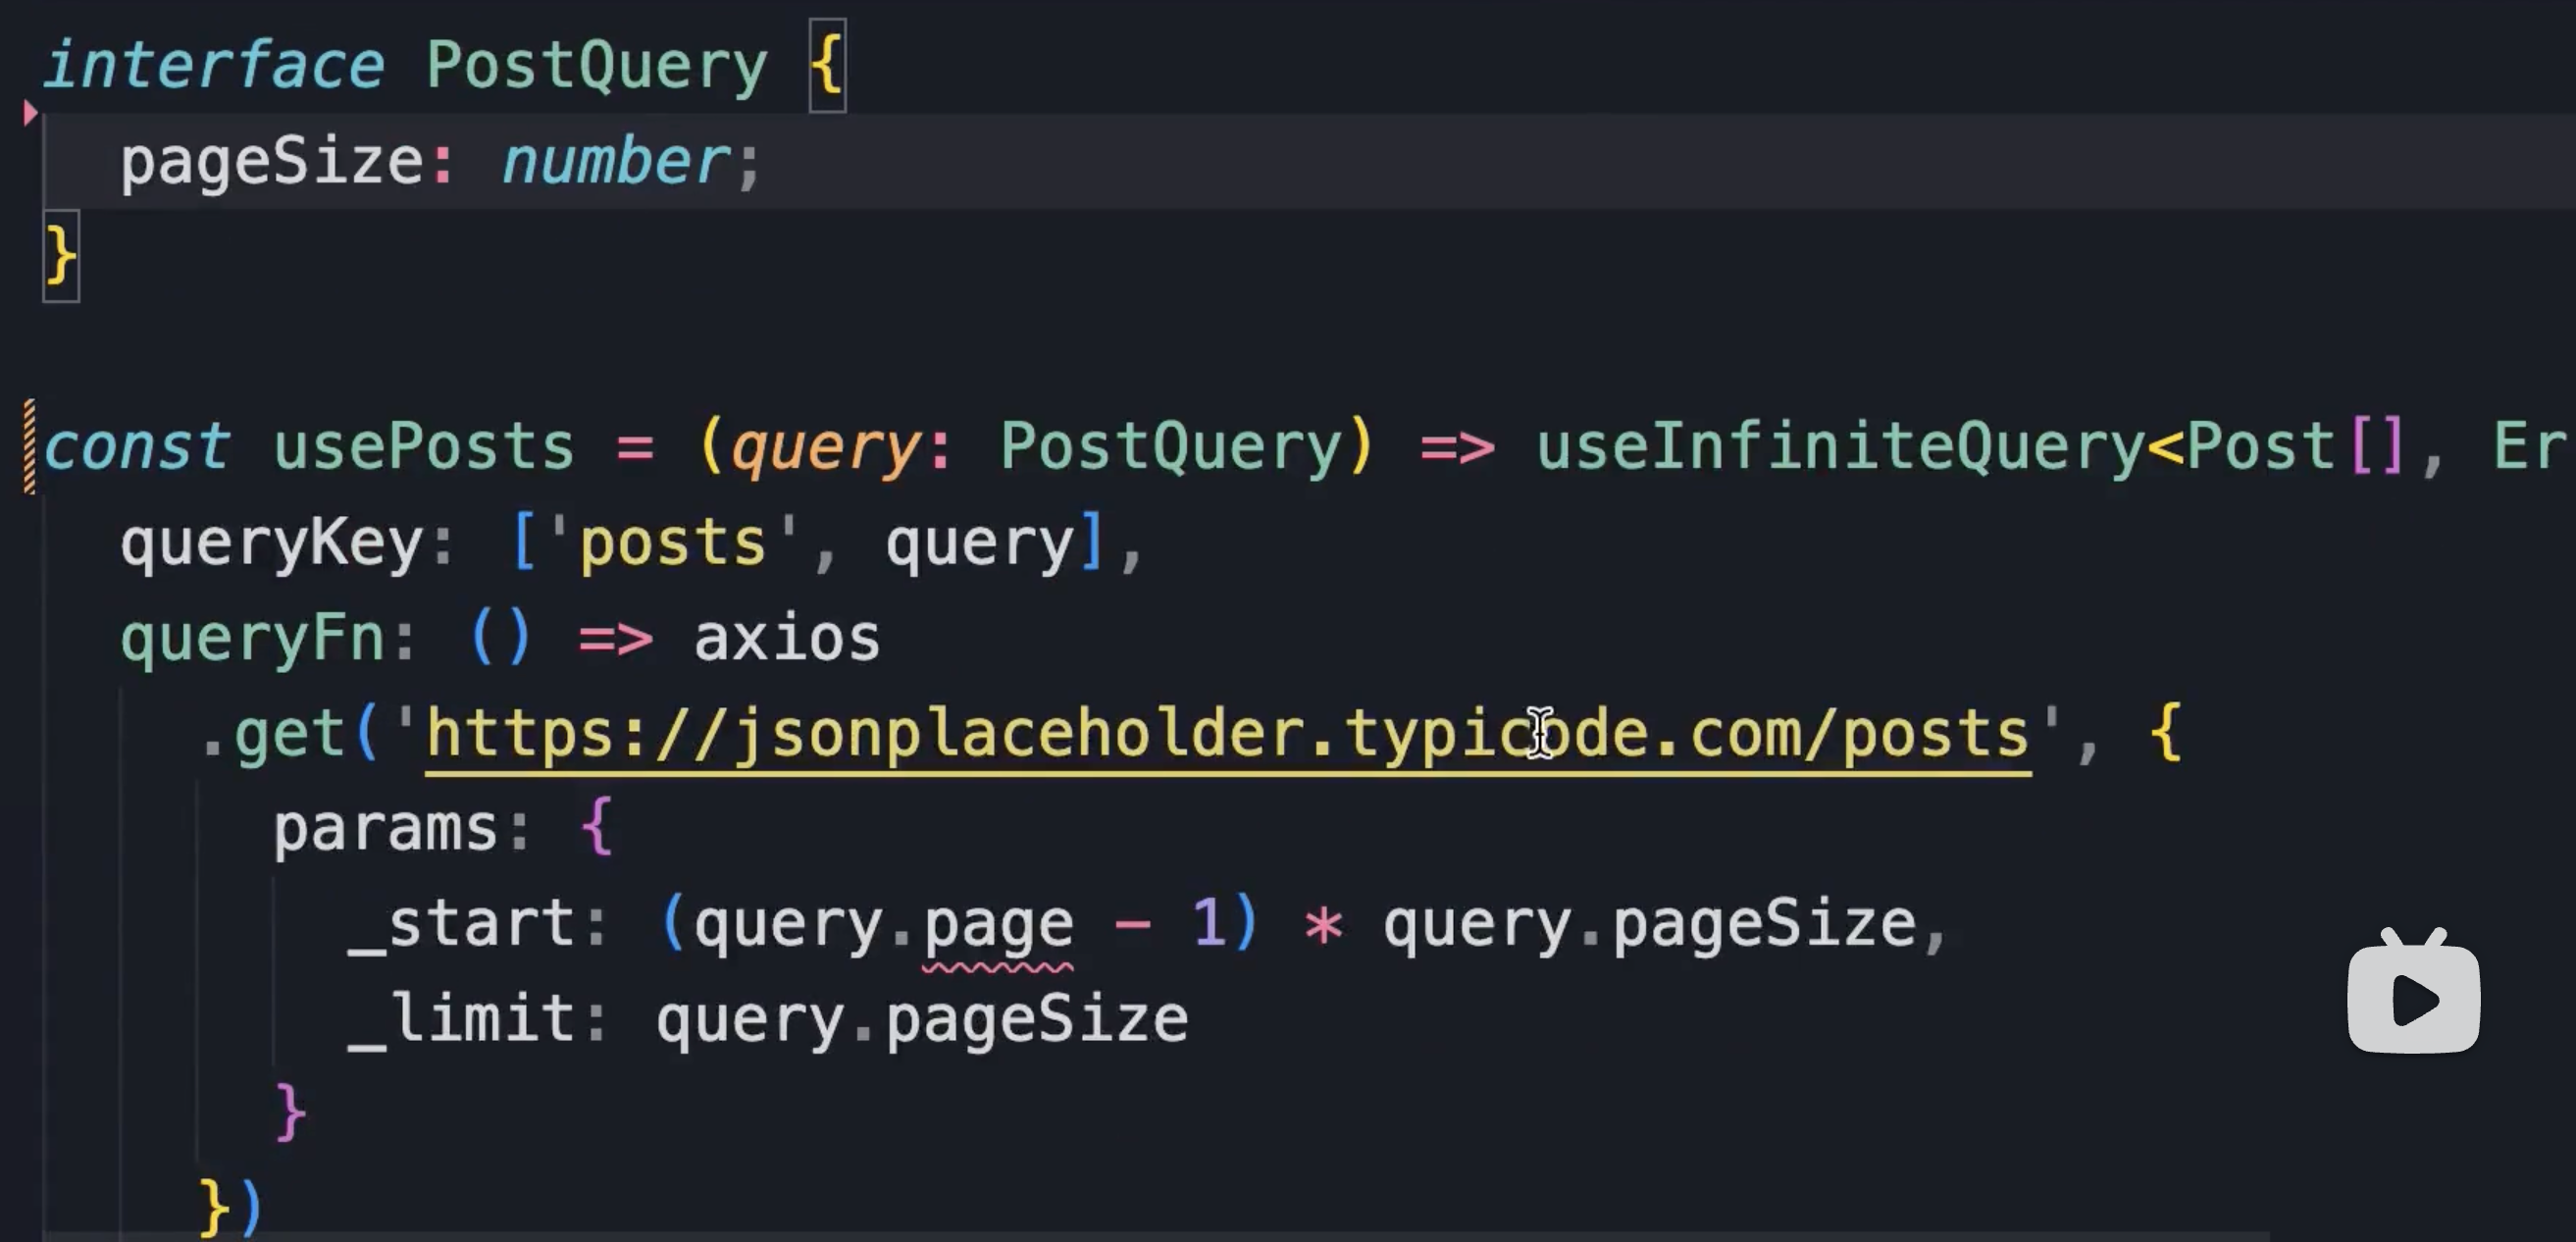 interface PostQuery {
  pageSize: number;
}
const usePosts = (query: PostQuery) => useInfiniteQuery<Post[], Er
  queryKey: ['posts', query],
  queryFn: () => axios
    .get('https://jsonplaceholder.typicode.com/posts', {
      params: {
        _start: (query.page - 1) * query.pageSize,
        _limit: query.pageSize
      }
    })